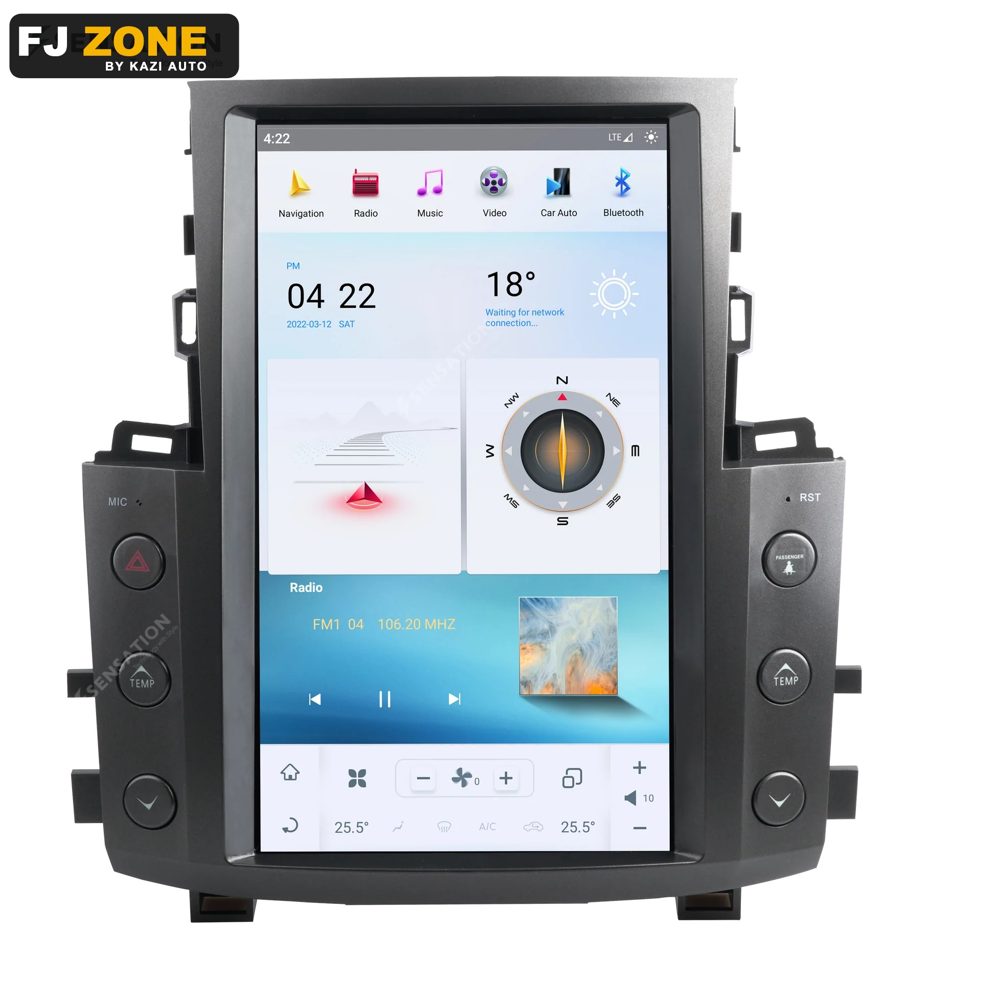 FJ ZONE
BY KAZI AUTO
4:22
LTE
Navigation
Radio
Music
Video
Car Auto
Bluetooth
PM
04 22
2022-03-12 SAT
18°
Waiting for network
connection...
N
NW
NE
W
E
SW
SE
S
MIC
RST
PASSENGER
TEMP
TEMP
Radio
FM1 04 106.20 MHZ
SENSATION
SENSATION
0
10
25.5°
A/C
25.5°